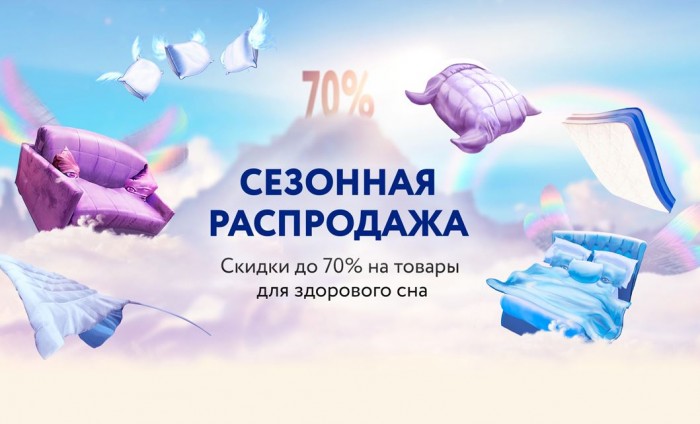 70%
СЕЗОННАЯ
РАСПРОДАЖА
Скидки до 70% на товары
для здорового сна